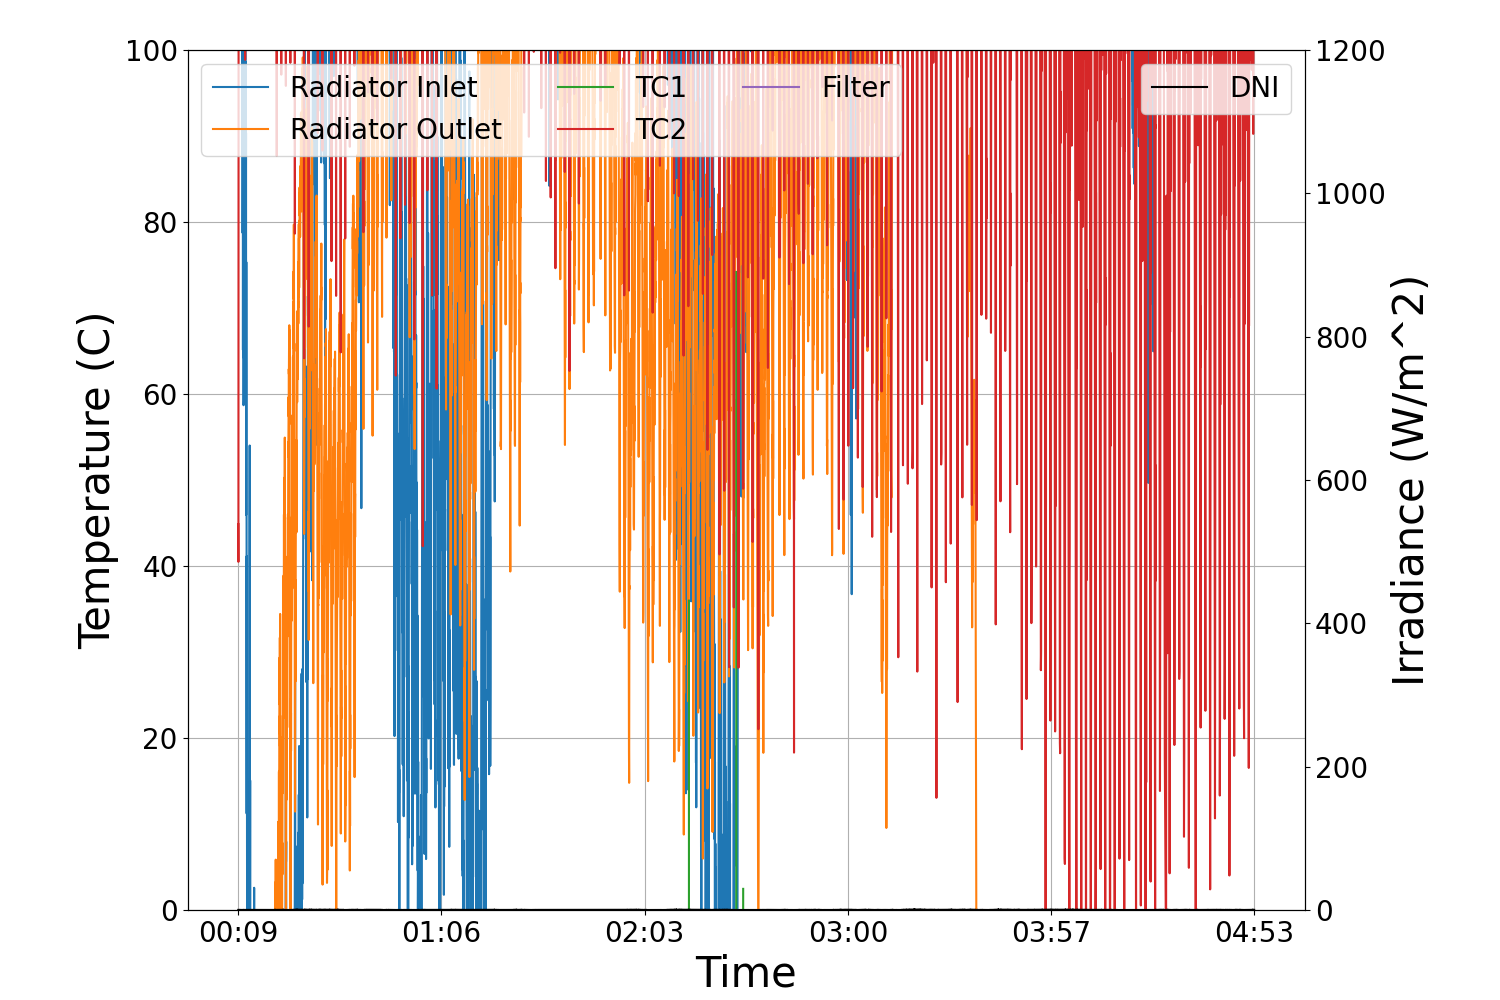 100
80
60
40
20
0
Temperature (C)
Radiator Inlet
Radiator Outlet
TC1
TC2
Filter
DNI
1200
1000
800
600
400
200
0
Irradiance (W/m^2)
00:09
01:06
02:03
03:00
03:57
04:53
Time